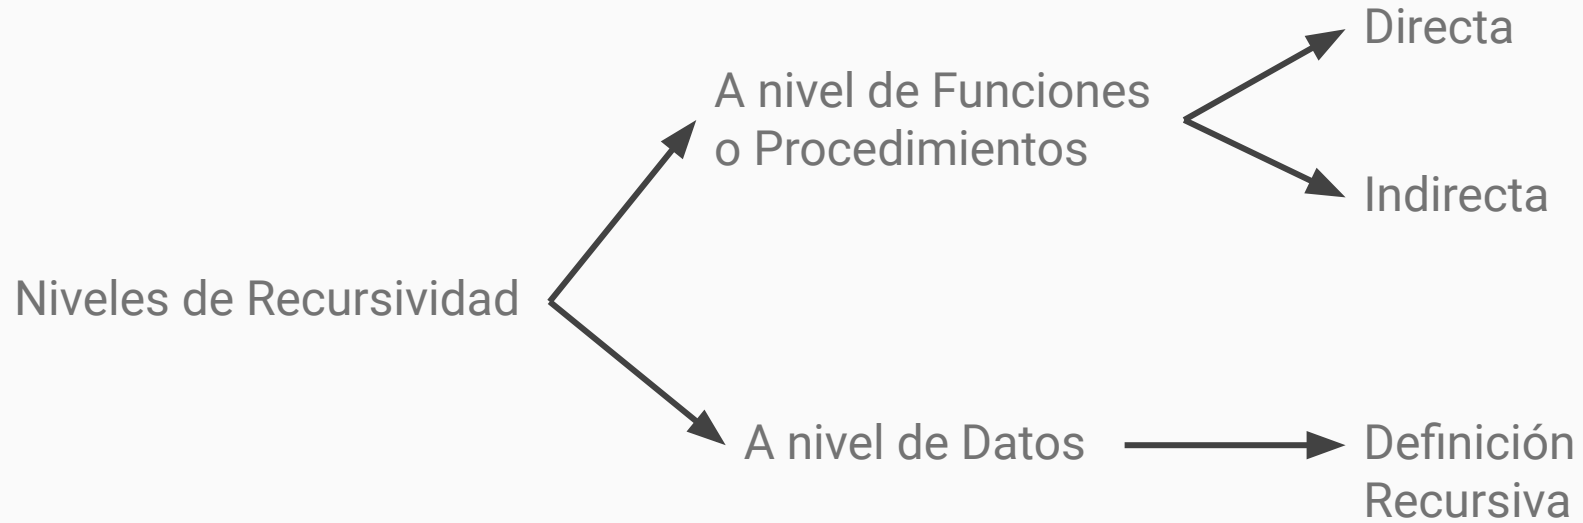 Directa
A nivel de Funciones
o Procedimientos
Indirecta
Niveles de Recursividad
A nivel de Datos
Definición
Recursiva